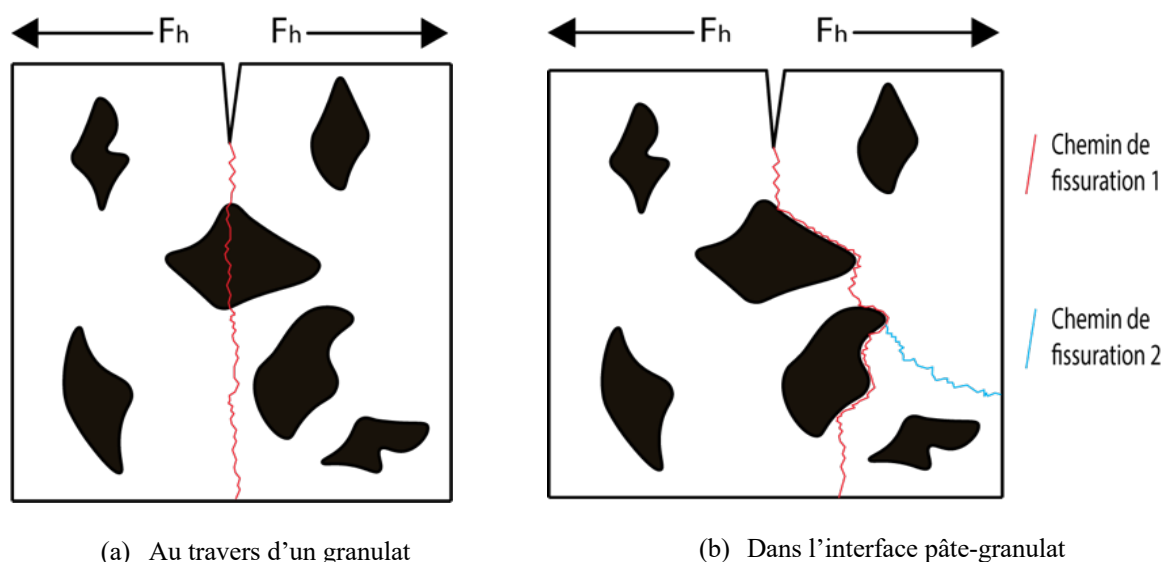 Fh Fh
Fh Fh
Chemin de
fissuration 1
Chemin de
fissuration 2
(a) Au travers d'un granulat
(b) Dans l'interface pâte-granulat